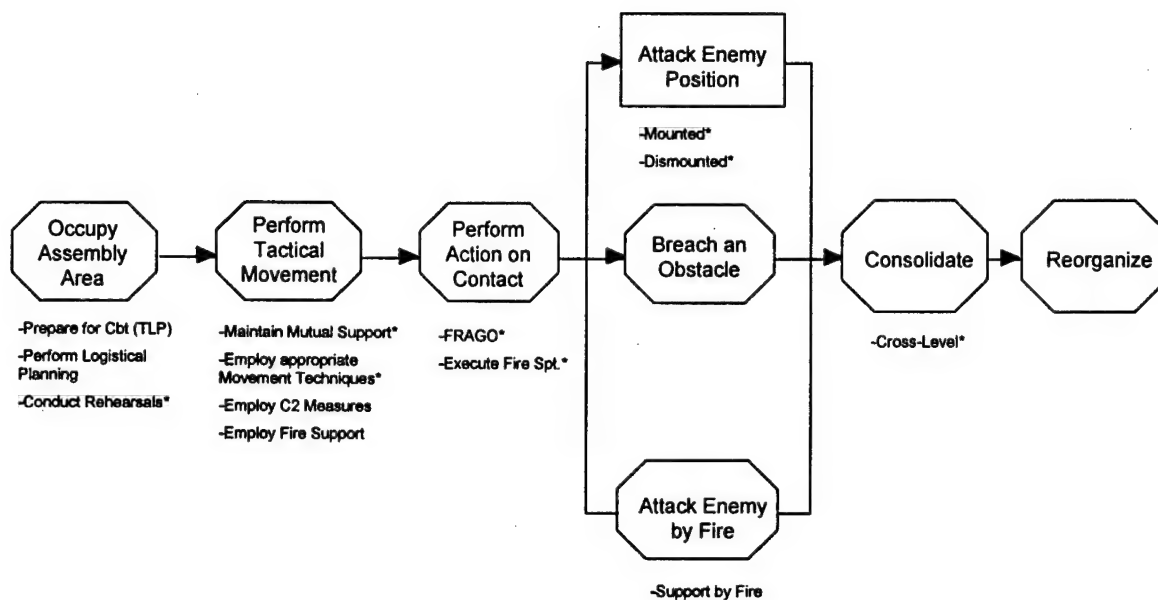 Occupy
Assembly
Area
-Prepare for Cbt (TLP)
-Perform Logistical
Planning
-Conduct Rehearsals*
Perform
Tactical
Movement
-Maintain Mutual Support*
-Employ appropriate
Movement Techniques*
-Employ C2 Measures
-Employ Fire Support
Perform
Action on
Contact
-FRAGO*
-Execute Fire Spt.*
Attack Enemy
Position
-Mounted*
-Dismounted*
Breach an
Obstacle
Attack Enemy
by Fire
-Support by Fire
Consolidate
-Cross-Level*
Reorganize